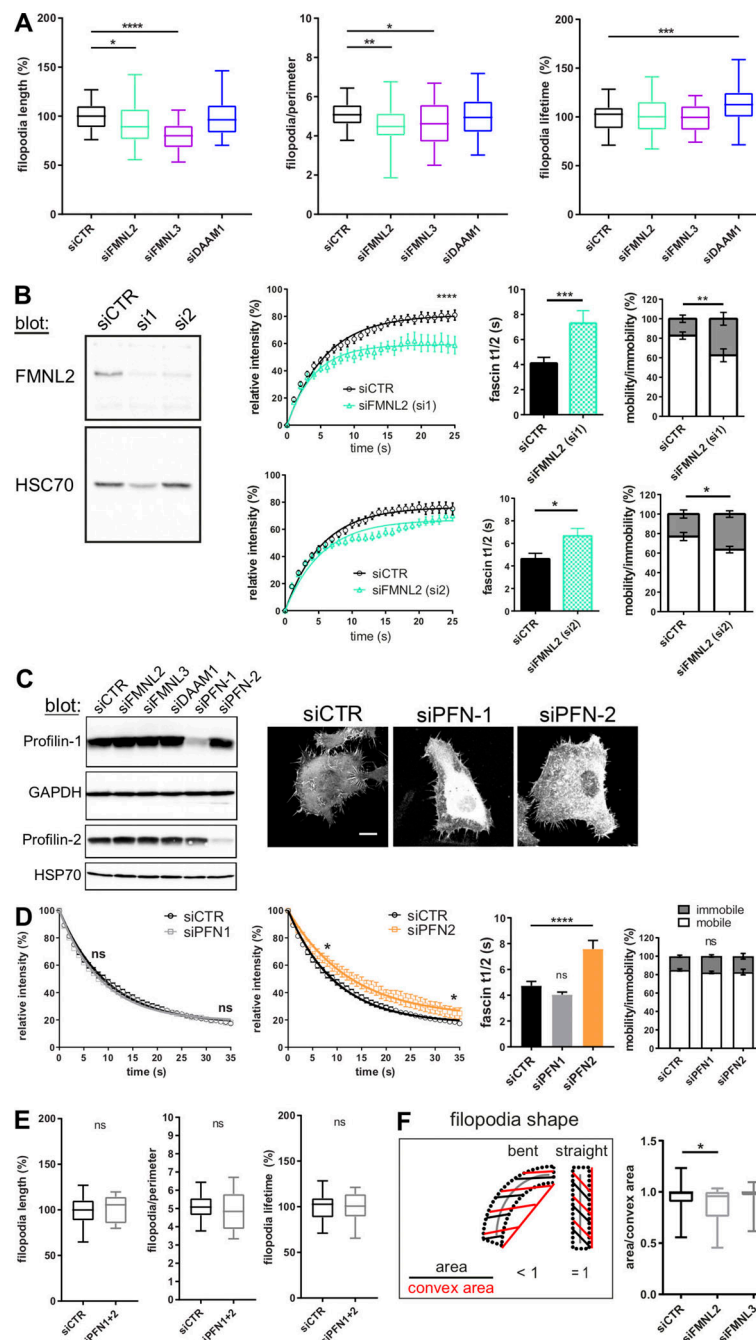 A
filopodia length (%)
200
150
100
50
0
****
*
siCTR
siFMNL2
siFMNL3
siDAAM1
filopodia/perimeter
10
8
6
4
2
0
*
**
siCTR
siFMNL2
siFMNL3
siDAAM1
filopodia lifetime (%)
200
150
100
50
0
***
siCTR
siFMNL2
siFMNL3
siDAAM1
B
blot:
siCTR
si1
si2
FMNL2
HSC70
relative intensity (%)
100
80
60
40
20
0
****
siCTR
siFMNL2 (si1)
0 5 10 15 20 25
time (s)
fascin t1/2 (s)
10
8
6
4
2
0
***
siCTR
siFMNL2 (si1)
mobility/immobility (%)
120
100
80
60
40
20
0
**
siCTR
siFMNL2 (si1)
relative intensity (%)
100
80
60
40
20
0
siCTR
siFMNL2 (si2)
0 5 10 15 20 25
time (s)
fascin t1/2 (s)
10
8
6
4
2
0
*
siCTR
siFMNL2 (si2)
mobility/immobility (%)
120
100
80
60
40
20
0
*
siCTR
siFMNL2 (si2)
C
blot:
siCTR
siFMNL2
siFMNL3
siDAAM1
siPFN-1
siPFN-2
Profilin-1
GAPDH
Profilin-2
HSP70
siCTR
siPFN-1
siPFN-2
D
relative intensity (%)
100
80
60
40
20
0
siCTR
siPFN1
ns
ns
0 5 10 15 20 25 30 35
time (s)
relative intensity (%)
100
80
60
40
20
0
siCTR
siPFN2
*
*
0 5 10 15 20 25 30 35
time (s)
fascin t1/2 (s)
10
8
6
4
2
0
****
ns
siCTR
siPFN1
siPFN2
immobile
mobile
mobility/immobility (%)
120
100
80
60
40
20
0
ns
siCTR
siPFN1
siPFN2
E
filopodia length (%)
200
150
100
50
0
ns
siCTR
siPFN1+2
filopodia/perimeter
10
9
8
7
6
5
4
3
2
1
0
ns
siCTR
siPFN1+2
filopodia lifetime (%)
200
150
100
50
0
ns
siCTR
siPFN1+2
F
filopodia shape
bent
straight
area
convex area
< 1
= 1
area/convex area
1.5
1.0
0.5
0.0
*
siCTR
siFMNL2
siFMNL3